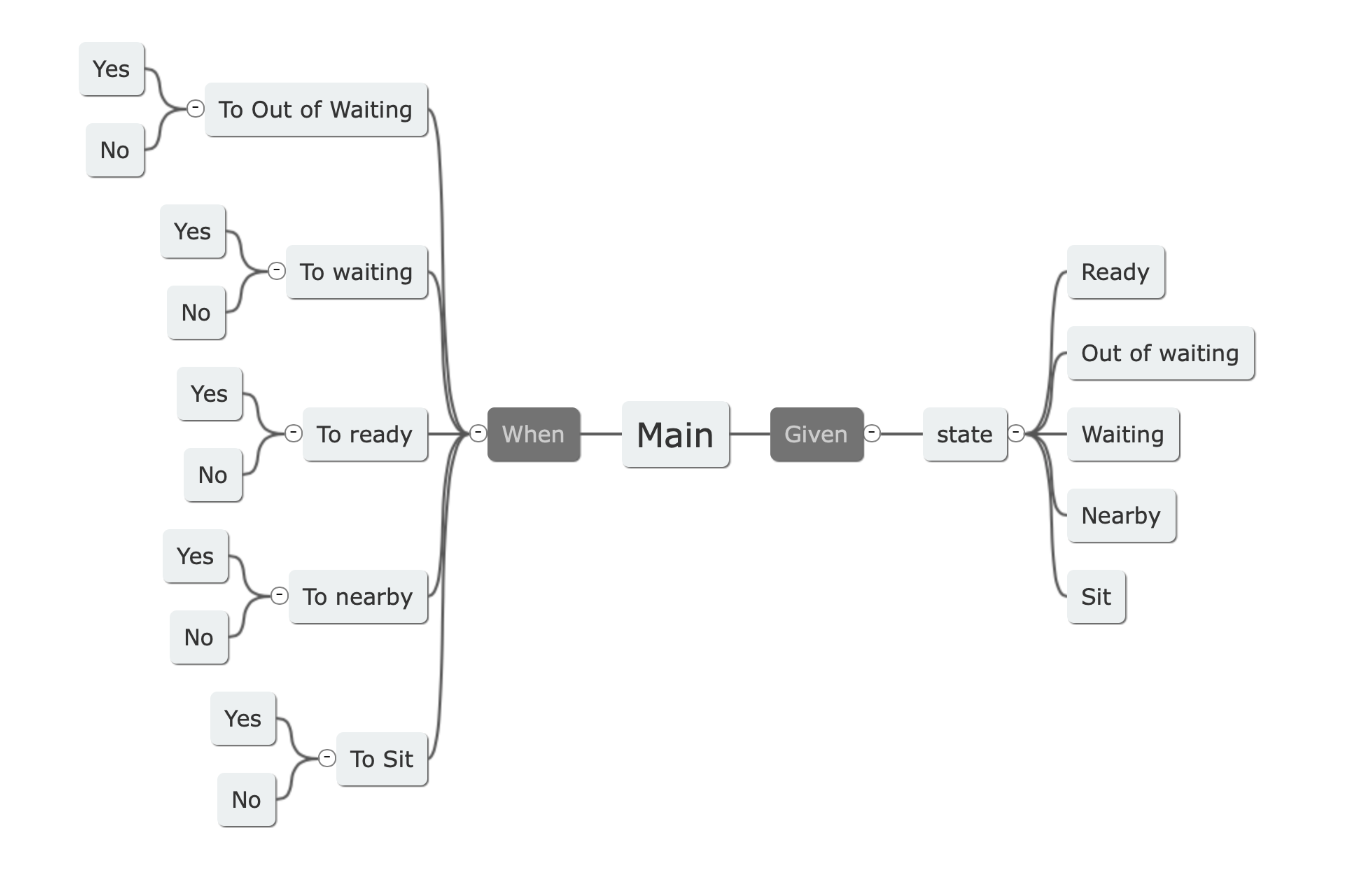 Yes
No
To Out of Waiting
Yes
No
To waiting
Yes
No
To ready
Yes
No
To nearby
Yes
No
To Sit
When
Main
Given
state
Ready
Out of waiting
Waiting
Nearby
Sit